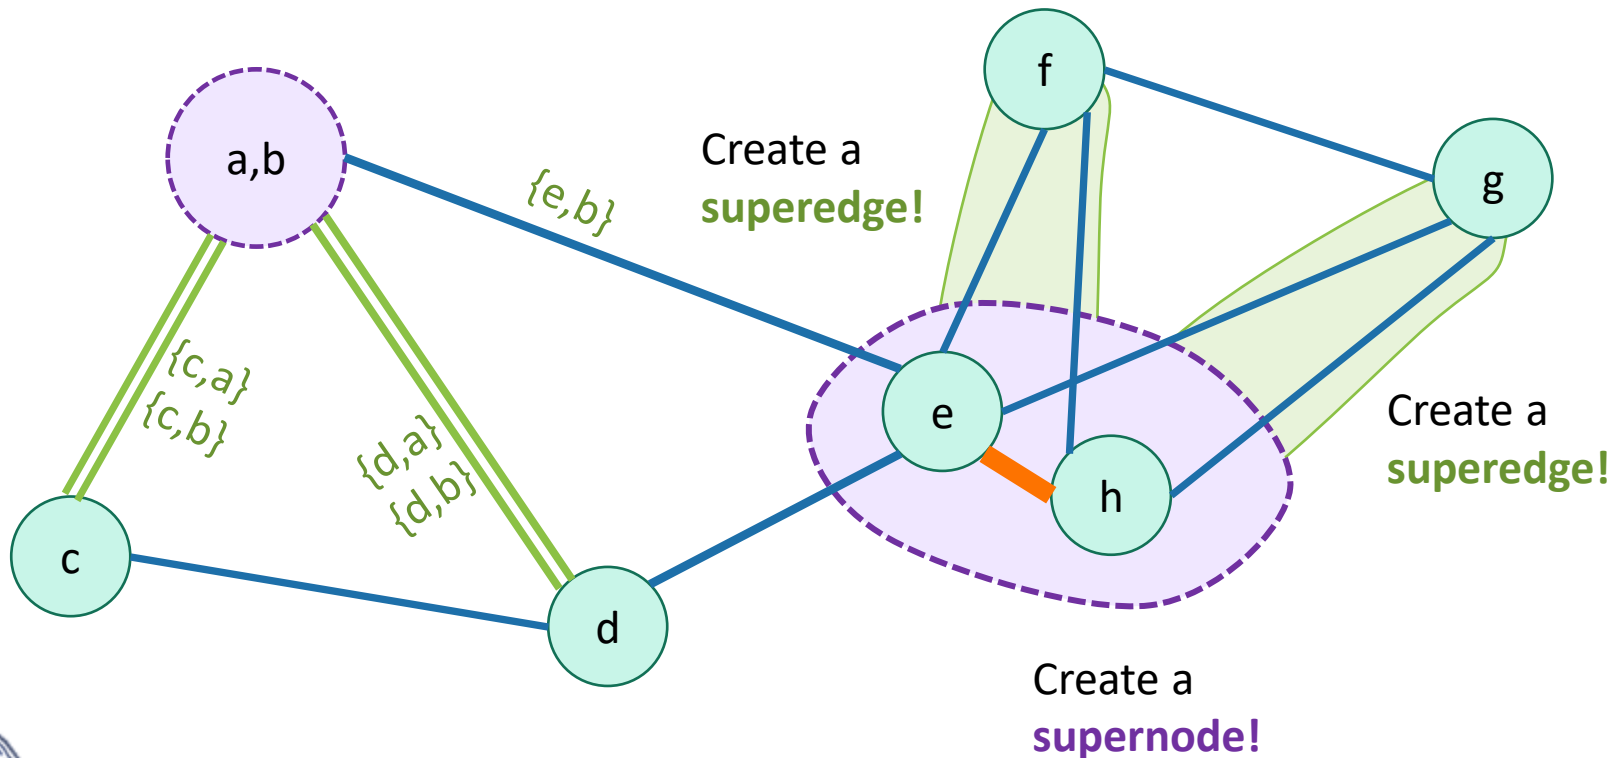 f
Create a
superedge!
a,b
{e,b}
g
{c,a}
{c,b}
{d,a}
{d,b}
e
h
Create a
superedge!
c
d
Create a
supernode!